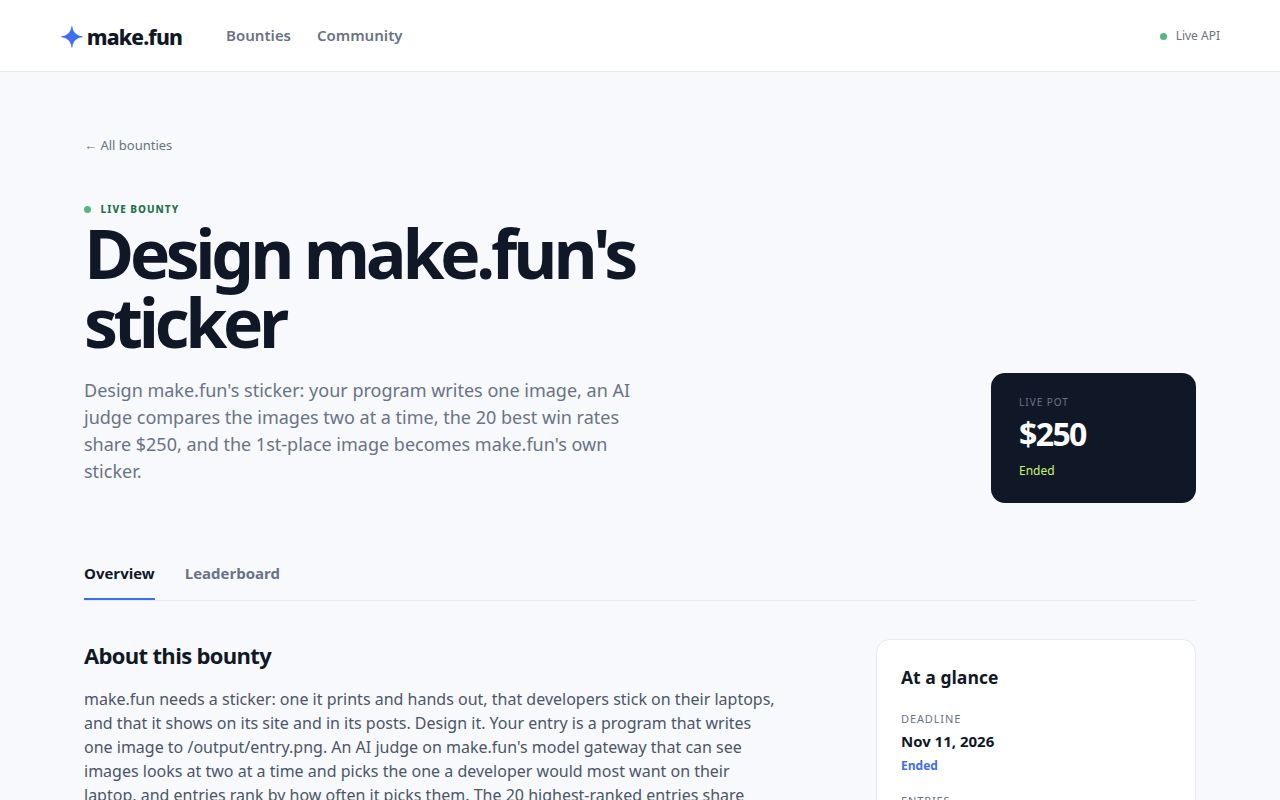 make.fun
Bounties
Community
Live API
← All bounties
LIVE BOUNTY
Design make.fun's
sticker
Design make.fun's sticker: your program writes one image, an AI
judge compares the images two at a time, the 20 best win rates
share $250, and the 1st-place image becomes make.fun's own
sticker.
LIVE POT
$250
Ended
Overview
Leaderboard
About this bounty
make.fun needs a sticker: one it prints and hands out, that developers stick on their laptops,
and that it shows on its site and in its posts. Design it. Your entry is a program that writes
one image to /output/entry.png. An AI judge on make.fun's model gateway that can see
images looks at two at a time and picks the one a developer would most want on their
laptop, and entries rank by how often it picks them. The 20 highest-ranked entries share
At a glance
DEADLINE
Nov 11, 2026
Ended
ENTRIES